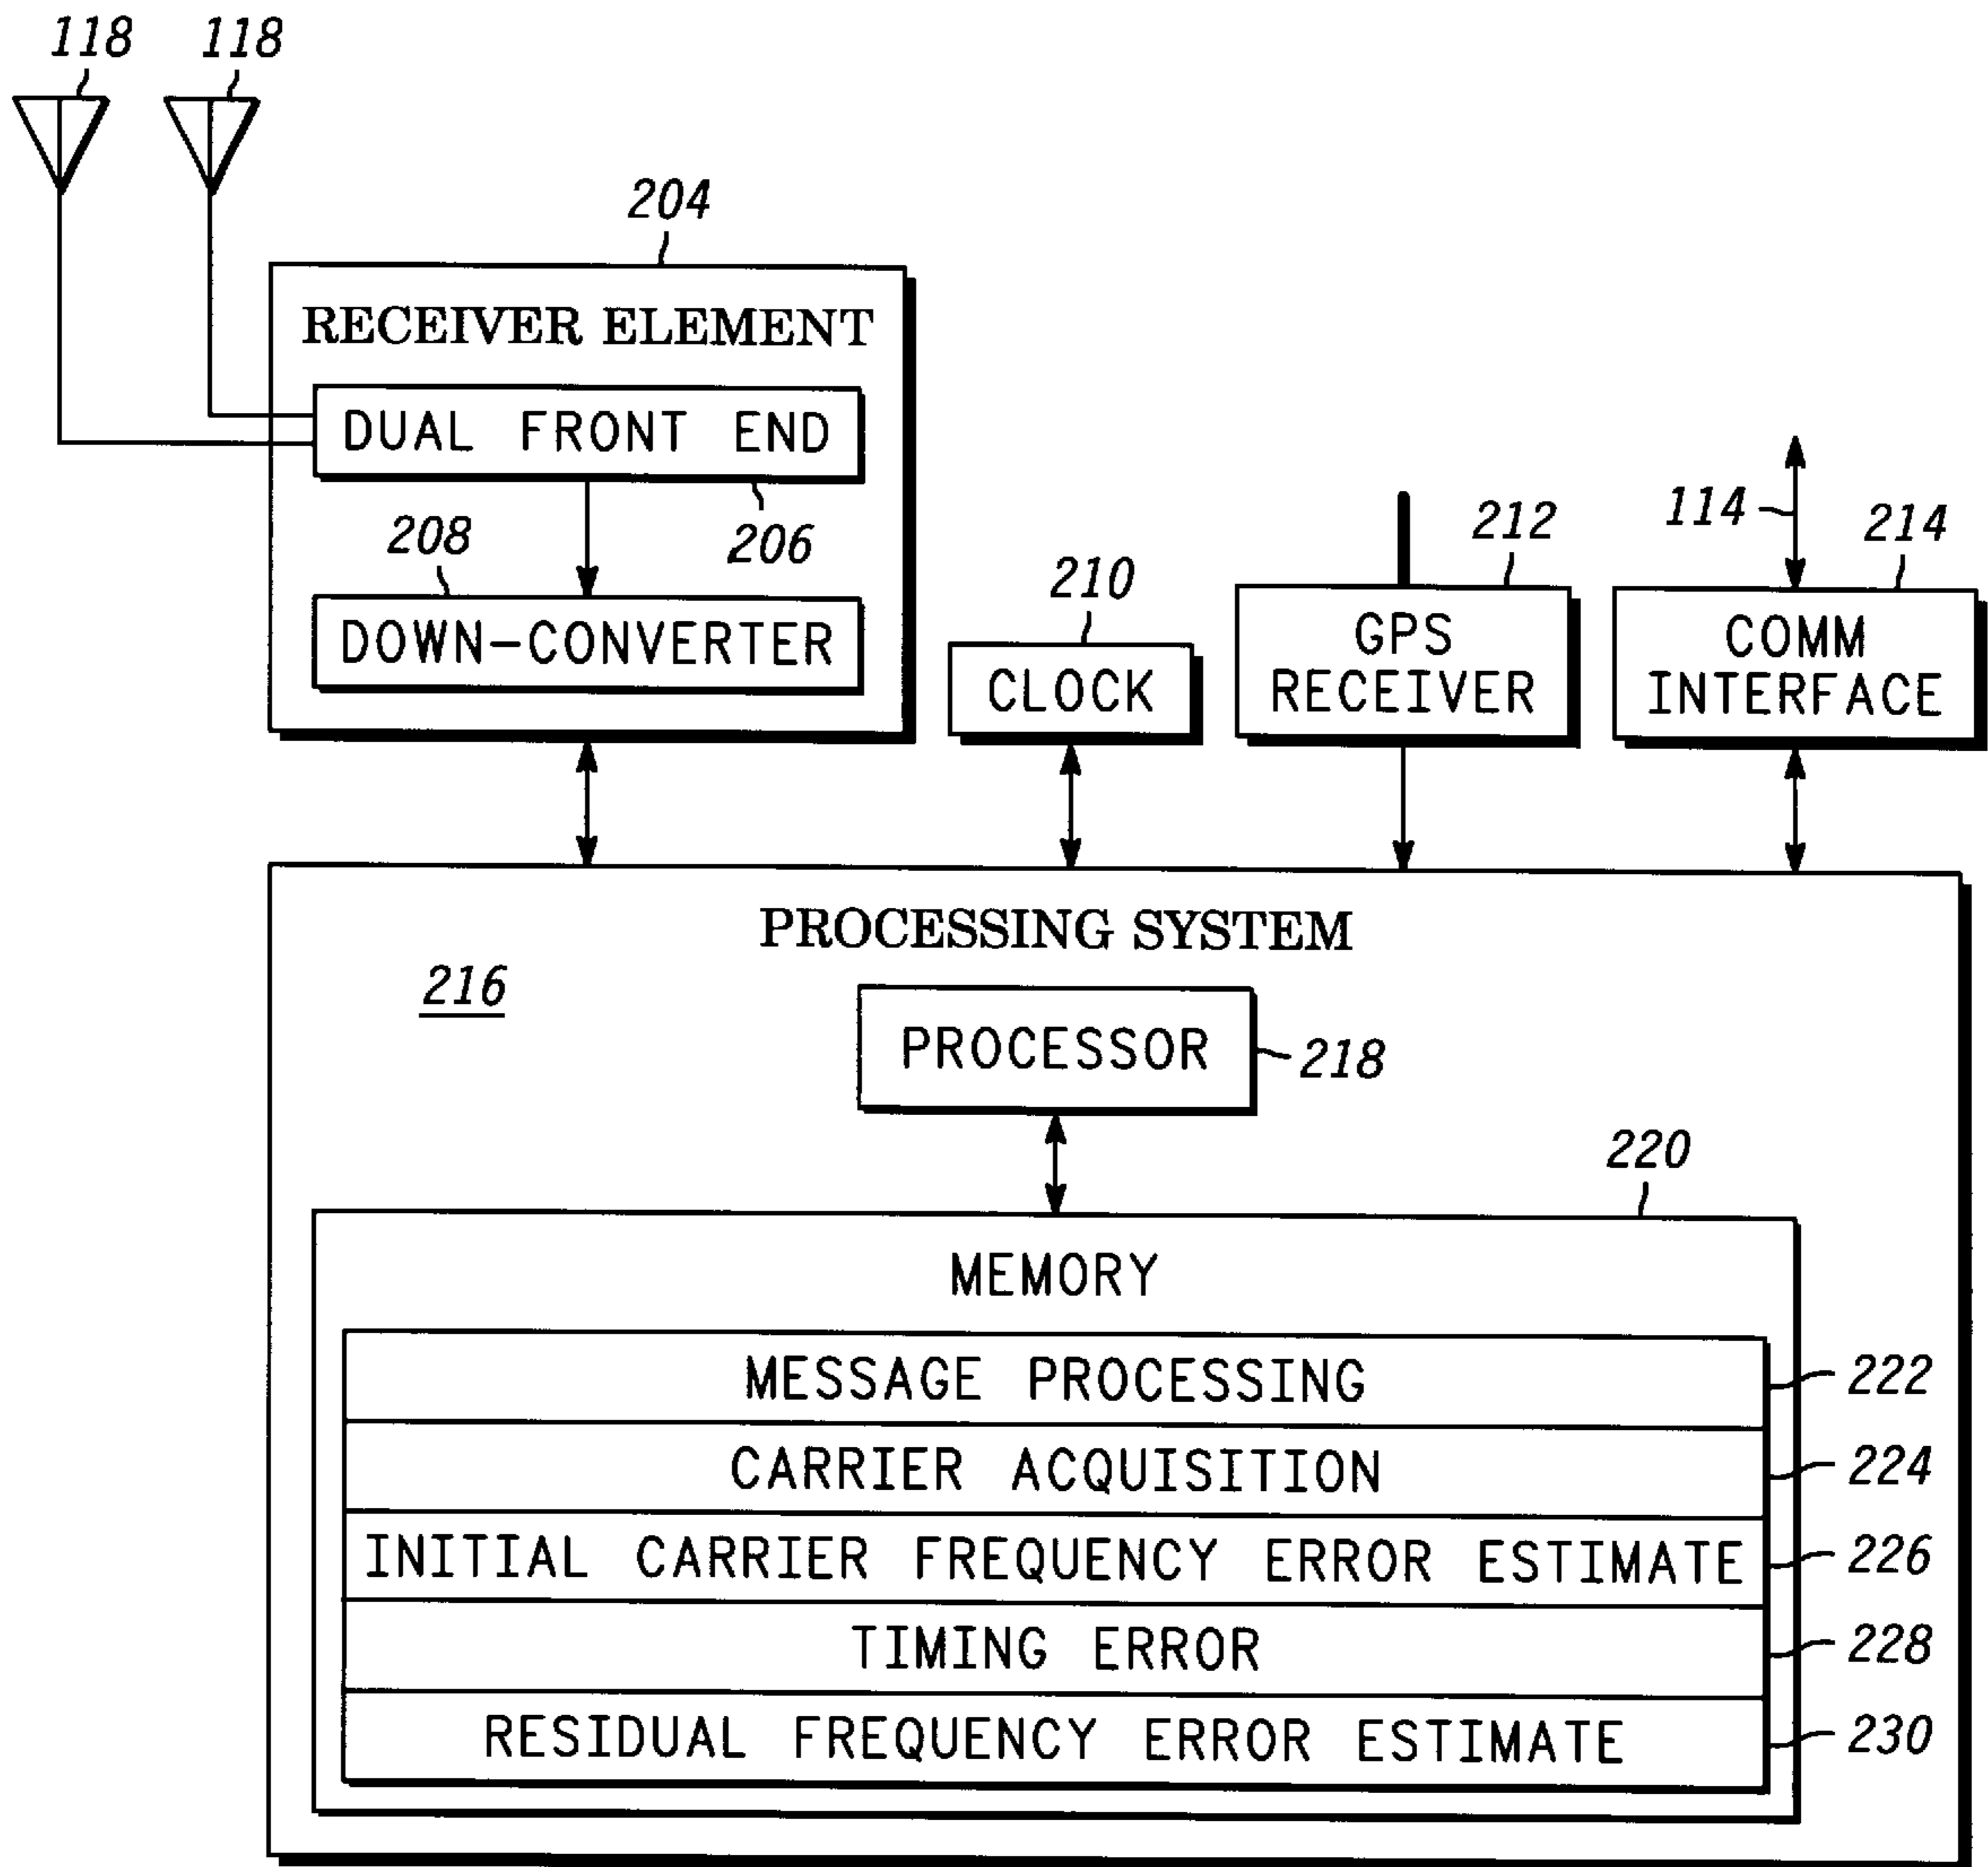 118 118
204
RECEIVER ELEMENT
DUAL FRONT END
208 206
DOWN-CONVERTER
210
CLOCK
212
GPS
RECEIVER
114 214
COMM
INTERFACE
PROCESSING SYSTEM
216
PROCESSOR 218
220
MEMORY
MESSAGE PROCESSING 222
CARRIER ACQUISITION 224
INITIAL CARRIER FREQUENCY ERROR ESTIMATE 226
TIMING ERROR 228
RESIDUAL FREQUENCY ERROR ESTIMATE 230